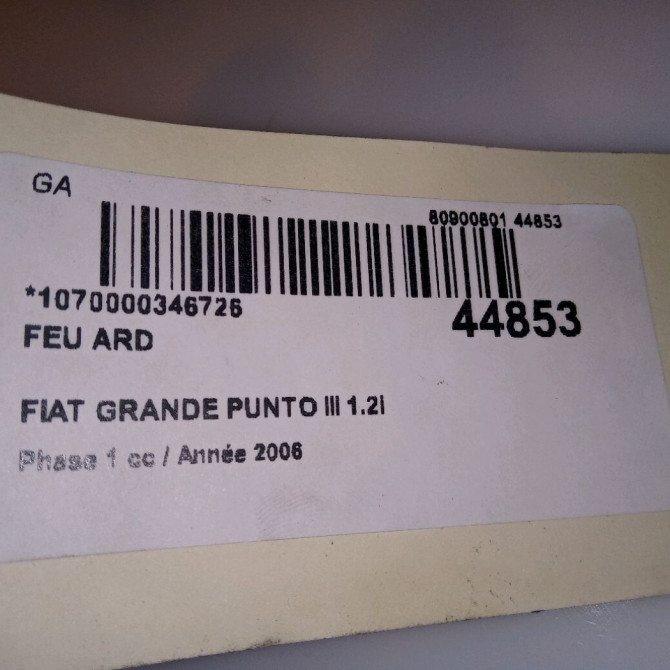 GA
80900801 44853
*1070000346726
44853
FEU ARD
FIAT GRANDE PUNTO III 1.2i
Phase 1 cc / Année 2006